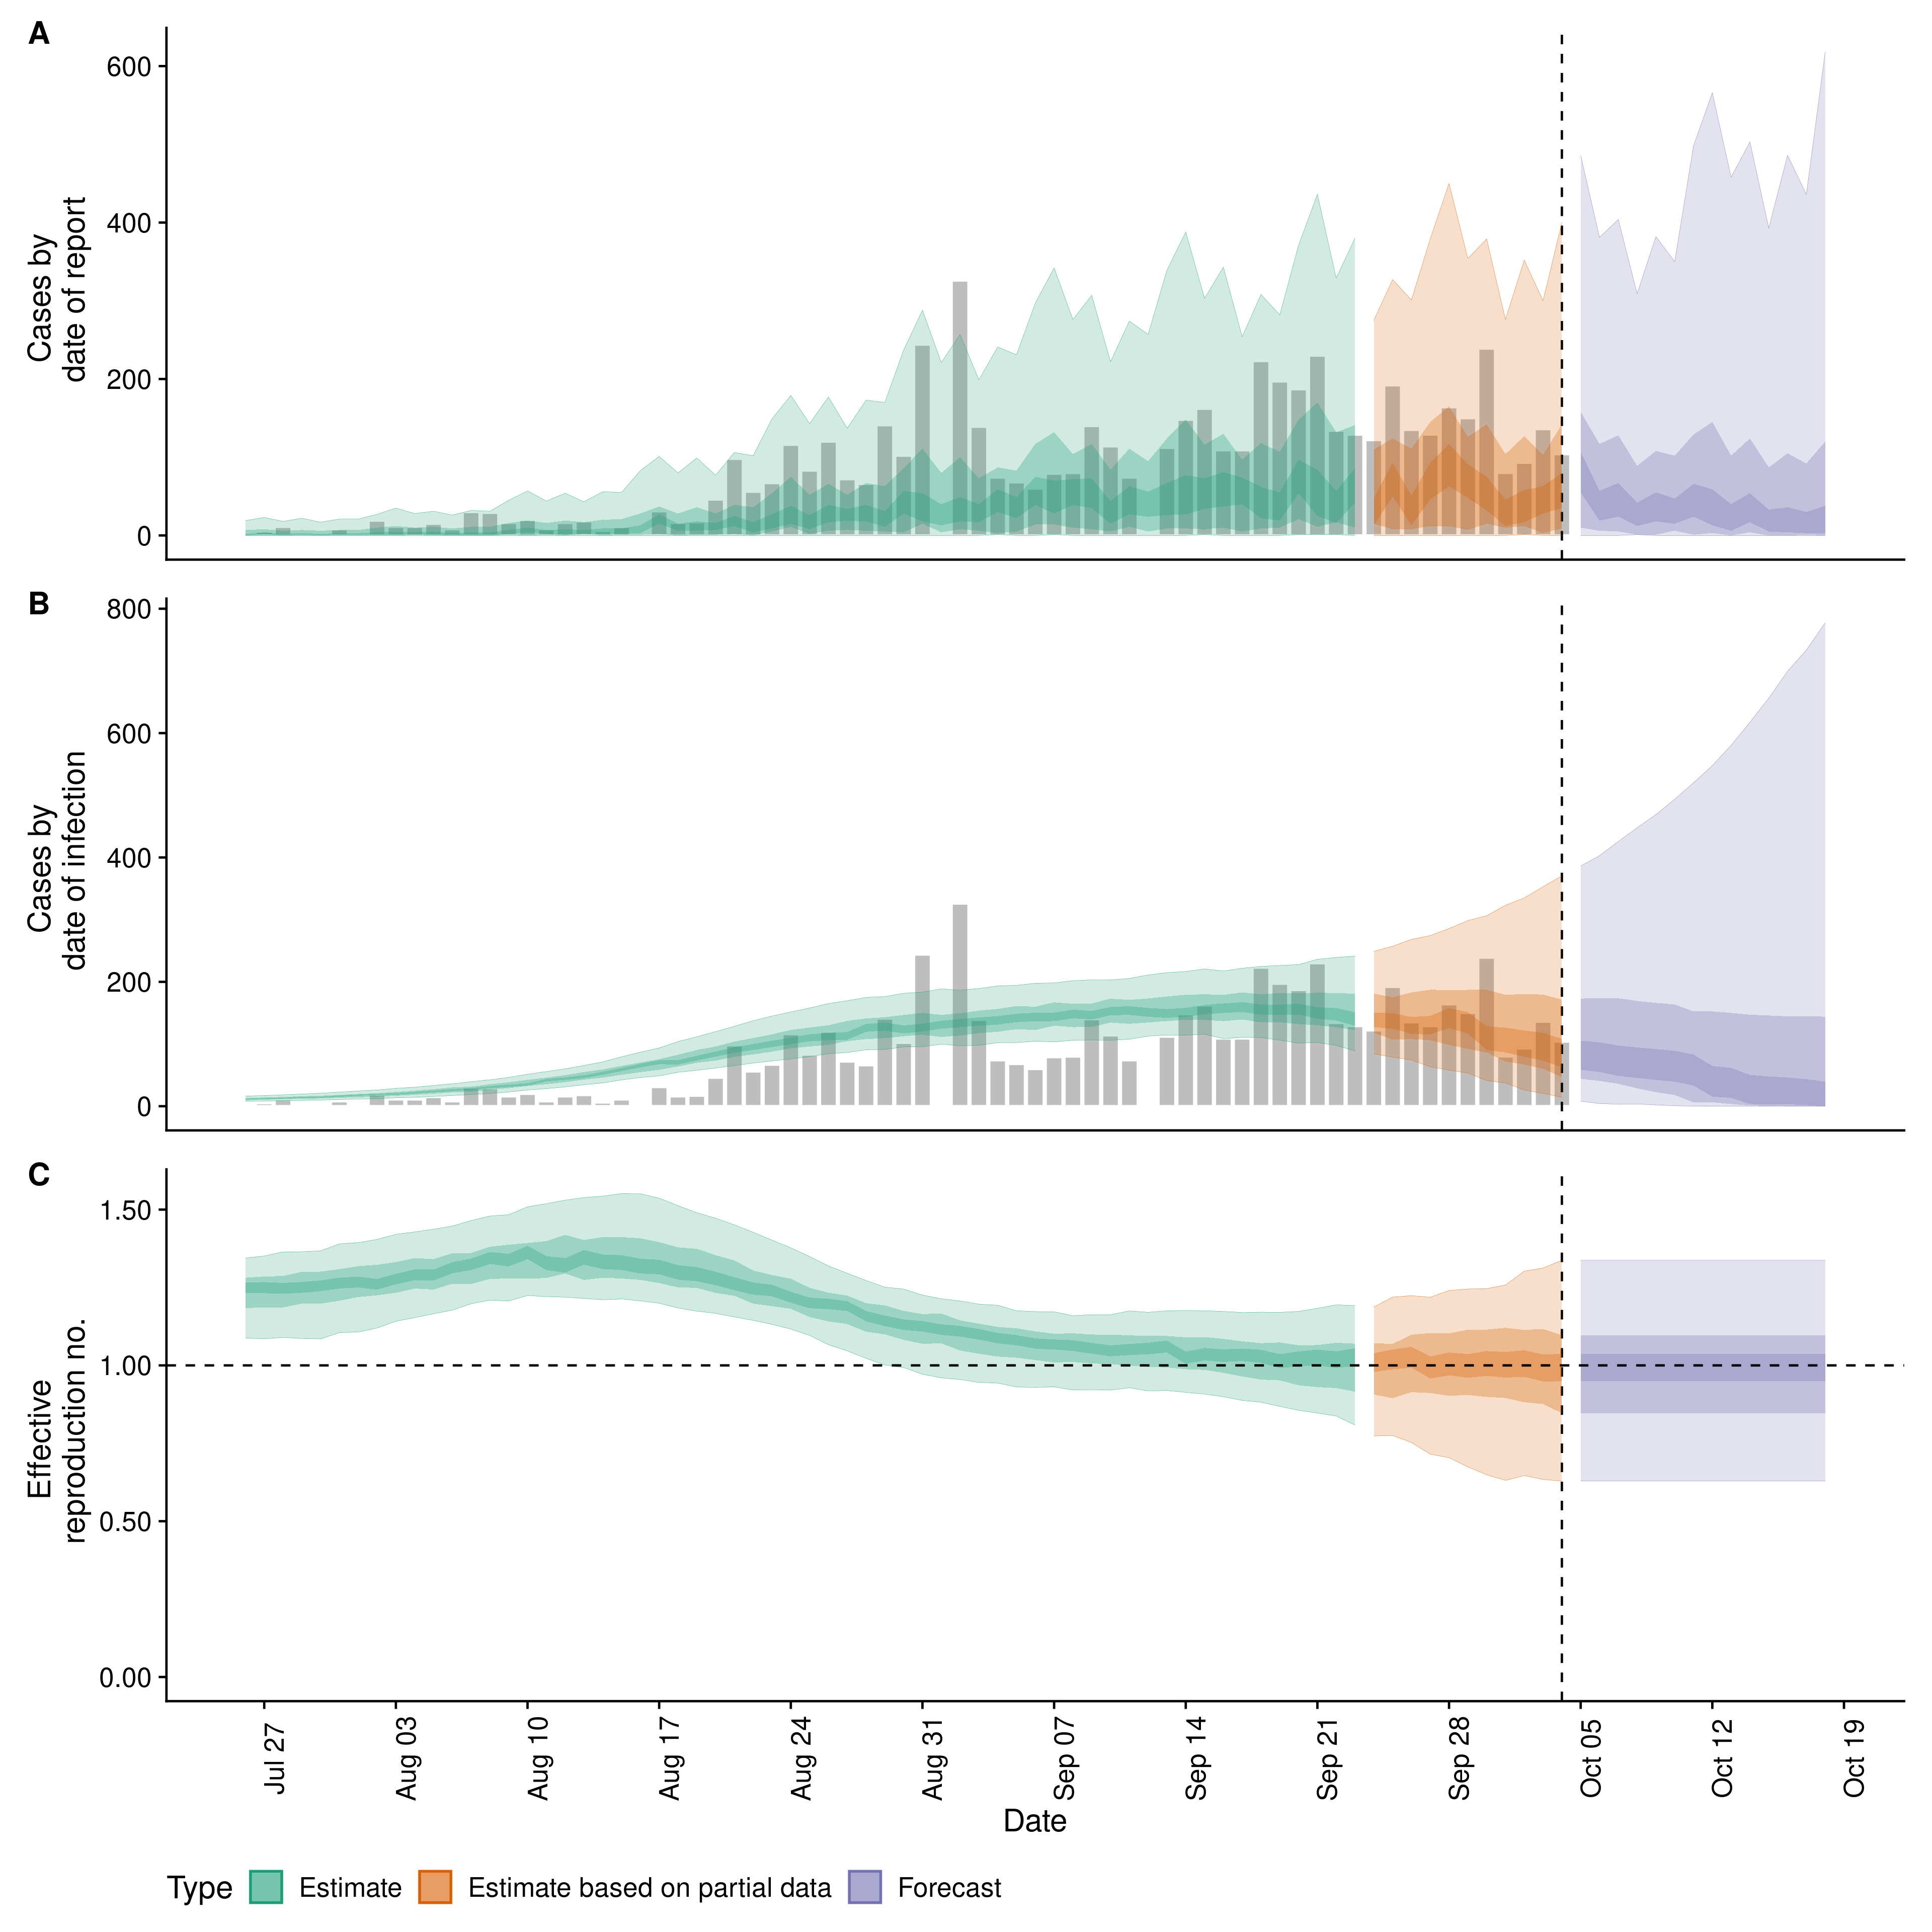 A
Cases by
date of report
600
400
200
0
B
Cases by
date of infection
800
600
400
200
0
C
Effective
reproduction no.
1.50
1.00
0.50
0.00
Jul 27
Aug 03
Aug 10
Aug 17
Aug 24
Aug 31
Sep 07
Sep 14
Sep 21
Sep 28
Oct 05
Oct 12
Oct 19
Date
Type Estimate Estimate based on partial data Forecast